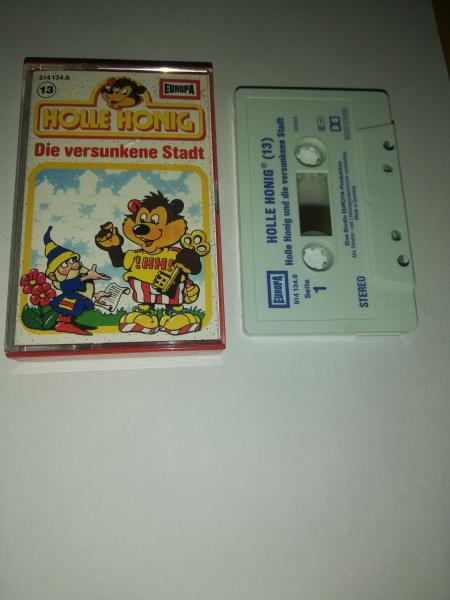 514 134.6
13
EUROPA
HOLLE HONIG
Die versunkene Stadt
!HH!
HOLLE HONIG® (13)
Holle Honig und die versunkene Stadt
EUROPA
514 134.6
Seite
1
STEREO
Eine Studio EUROPA-Produktion